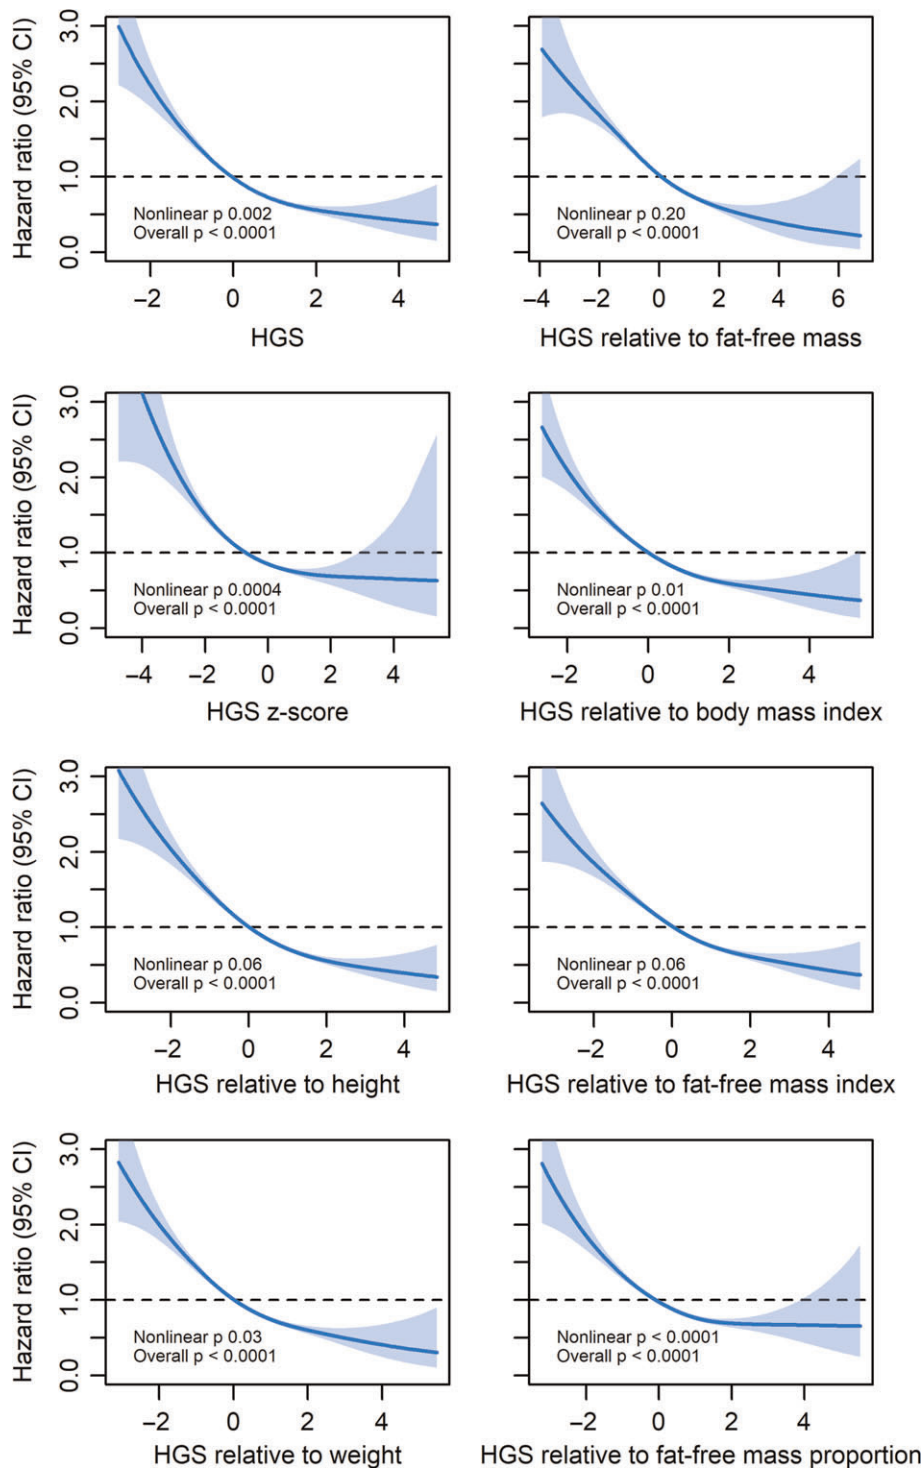 Hazard ratio (95% CI)
3.0
2.0
1.0
0.0
Nonlinear p 0.002
Overall p < 0.0001
−2 0 2 4
HGS
Nonlinear p 0.20
Overall p < 0.0001
−4 −2 0 2 4 6
HGS relative to fat-free mass
Hazard ratio (95% CI)
3.0
2.0
1.0
0.0
Nonlinear p 0.0004
Overall p < 0.0001
−4 −2 0 2 4
HGS z-score
Nonlinear p 0.01
Overall p < 0.0001
−2 0 2 4
HGS relative to body mass index
Hazard ratio (95% CI)
3.0
2.0
1.0
0.0
Nonlinear p 0.06
Overall p < 0.0001
−2 0 2 4
HGS relative to height
Nonlinear p 0.06
Overall p < 0.0001
−2 0 2 4
HGS relative to fat-free mass index
Hazard ratio (95% CI)
3.0
2.0
1.0
0.0
Nonlinear p 0.03
Overall p < 0.0001
−2 0 2 4
HGS relative to weight
Nonlinear p < 0.0001
Overall p < 0.0001
−2 0 2 4
HGS relative to fat-free mass proportion